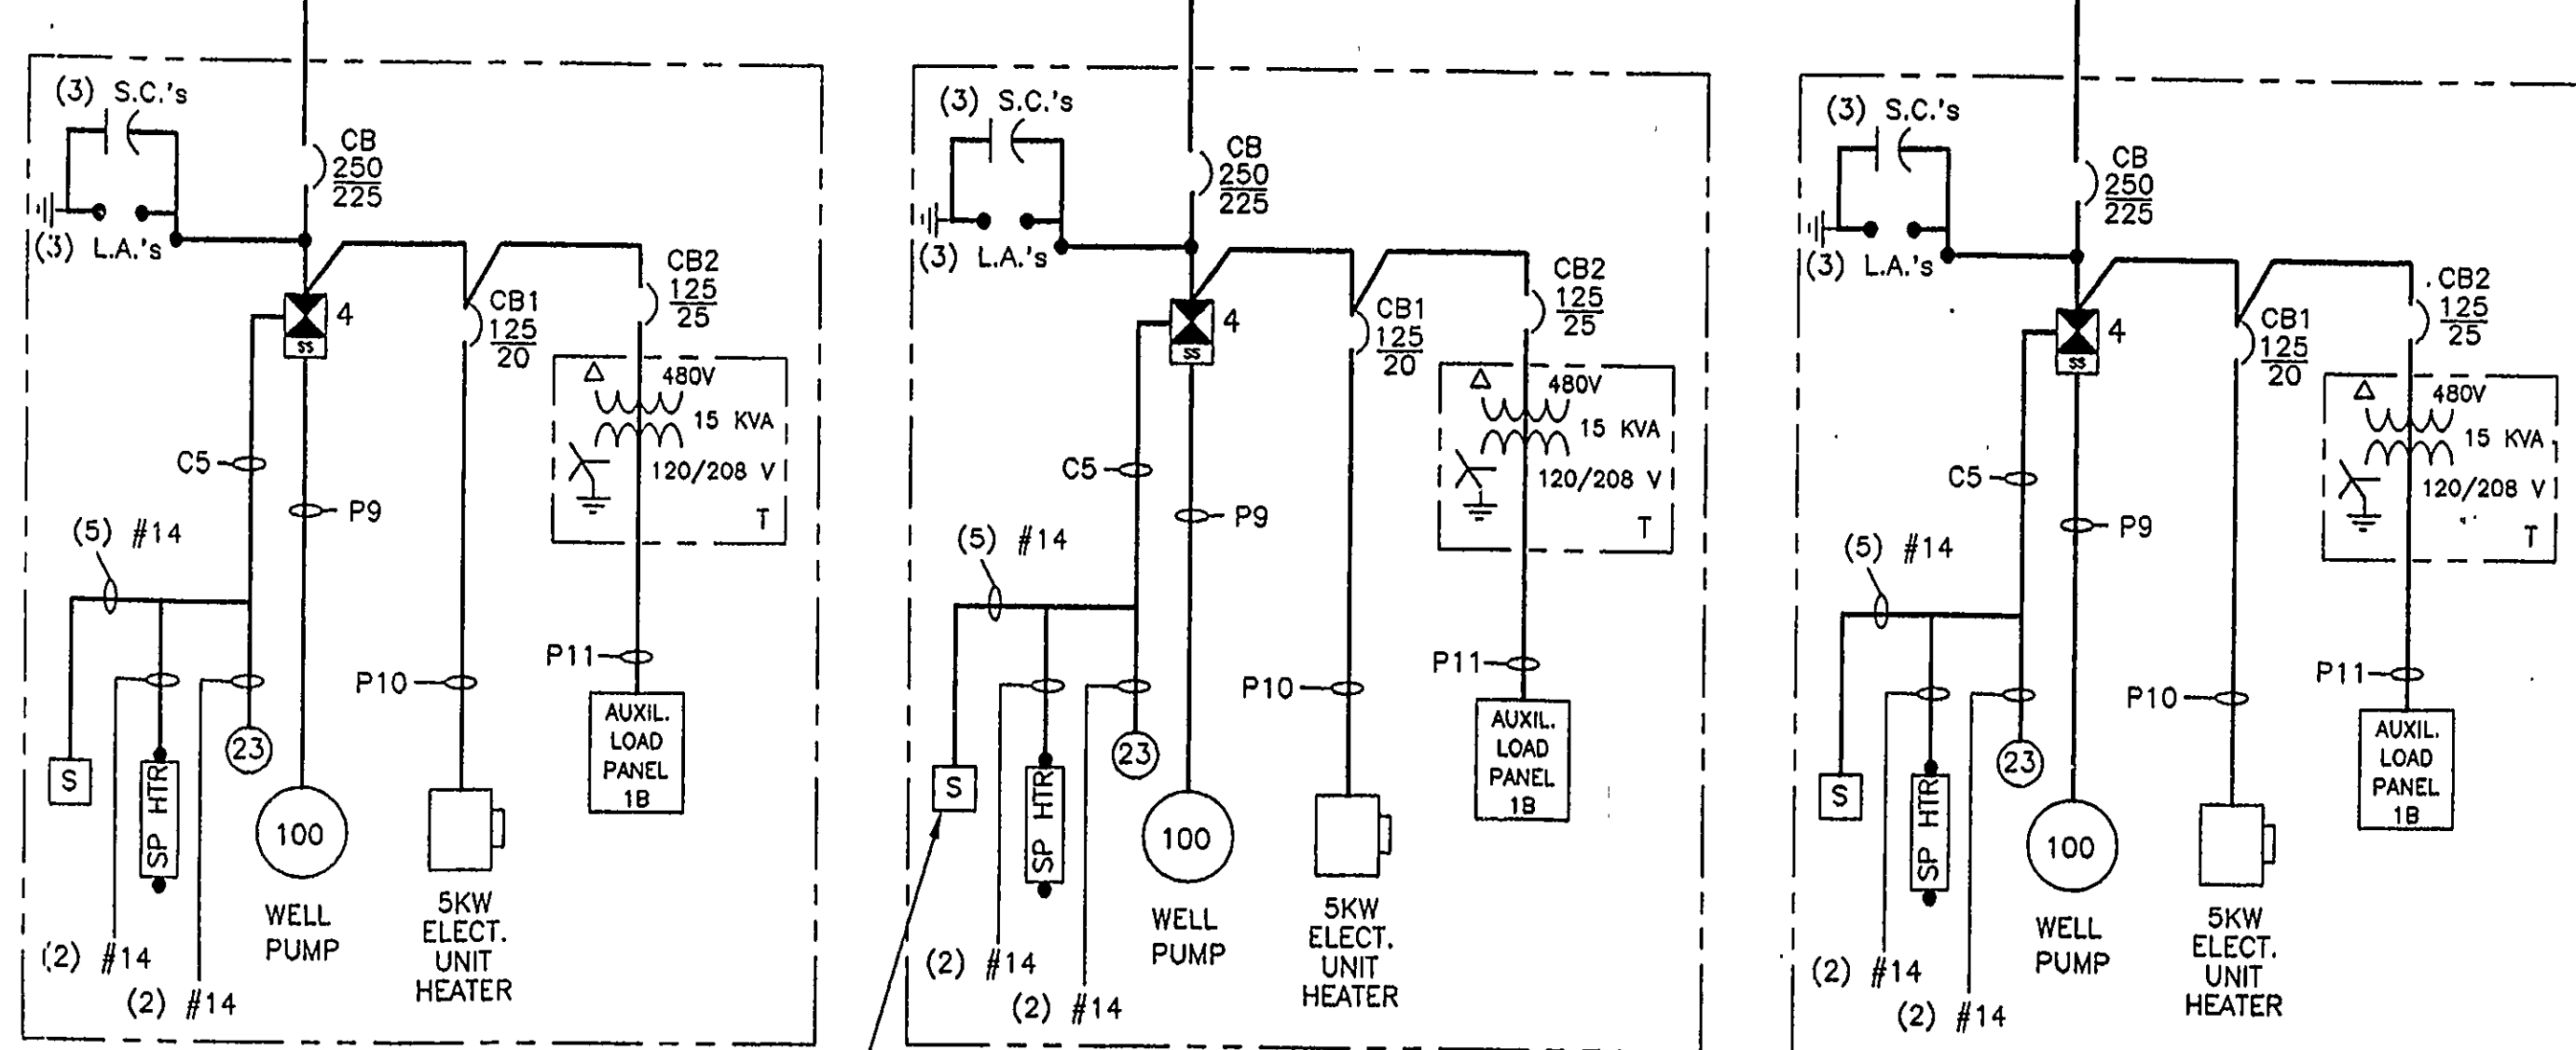 (3) S.C.'s
CB
250
225
(3) L.A.'s
CB2
125
25
4
SS
CB1
125
20
480V
15 KVA
120/208 V
T
C5
P9
(5) #14
P11
P10
AUXIL.
LOAD
PANEL
1B
23
S
SP HTR
100
WELL
PUMP
5KW
ELECT.
UNIT
HEATER
(2) #14
(2) #14
(3) S.C.'s
CB
250
225
(3) L.A.'s
CB2
125
25
4
SS
CB1
125
20
480V
15 KVA
120/208 V
T
C5
P9
(5) #14
P11
P10
AUXIL.
LOAD
PANEL
1B
23
S
SP HTR
100
WELL
PUMP
5KW
ELECT.
UNIT
HEATER
(2) #14
(2) #14
(3) S.C.'s
CB
250
225
(3) L.A.'s
CB2
125
25
4
SS
CB1
125
20
480V
15 KVA
120/208 V
T
C5
P9
(5) #14
P11
P10
AUXIL.
LOAD
PANEL
1B
23
S
SP HTR
100
WELL
PUMP
5KW
ELECT.
UNIT
HEATER
(2) #14
(2) #14